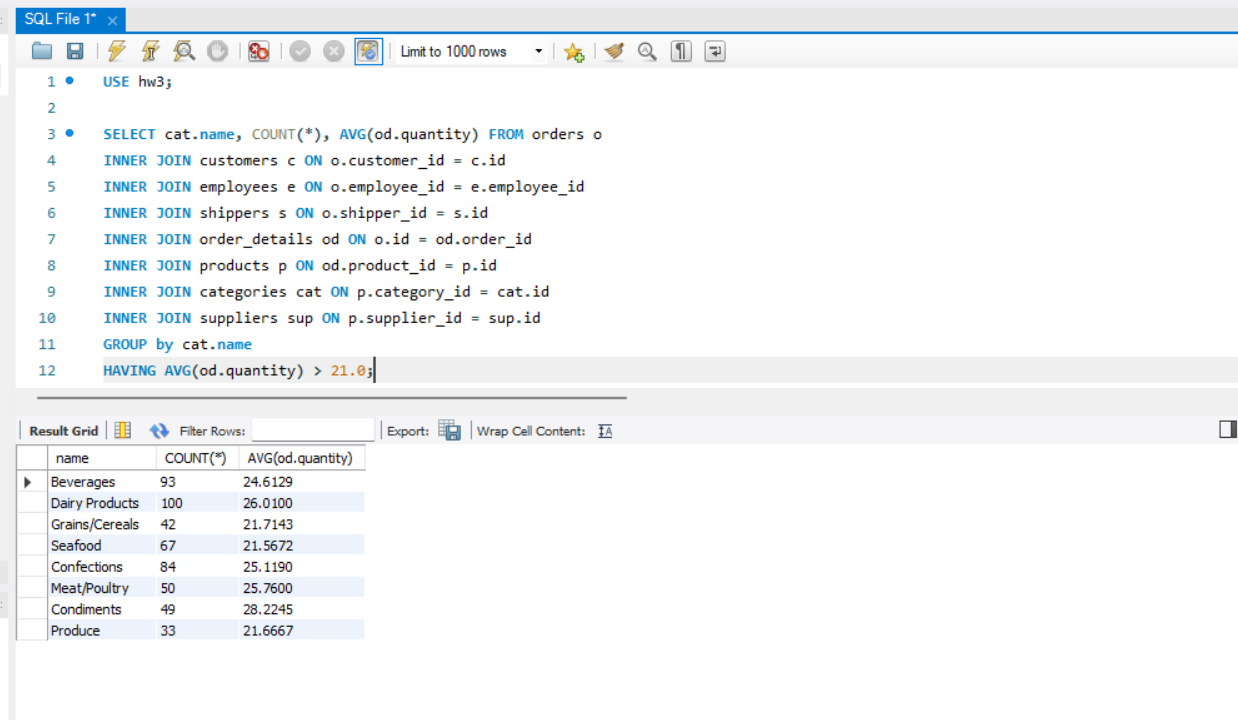 SQL File 1*
Limit to 1000 rows
1 USE hw3;
2
3 SELECT cat.name, COUNT(*), AVG(od.quantity) FROM orders o
4 INNER JOIN customers c ON o.customer_id = c.id
5 INNER JOIN employees e ON o.employee_id = e.employee_id
6 INNER JOIN shippers s ON o.shipper_id = s.id
7 INNER JOIN order_details od ON o.id = od.order_id
8 INNER JOIN products p ON od.product_id = p.id
9 INNER JOIN categories cat ON p.category_id = cat.id
10 INNER JOIN suppliers sup ON p.supplier_id = sup.id
11 GROUP by cat.name
12 HAVING AVG(od.quantity) > 21.0;
Result Grid Filter Rows: Export: Wrap Cell Content: IA
name COUNT(*) AVG(od.quantity)
Beverages 93 24.6129
Dairy Products 100 26.0100
Grains/Cereals 42 21.7143
Seafood 67 21.5672
Confections 84 25.1190
Meat/Poultry 50 25.7600
Condiments 49 28.2245
Produce 33 21.6667